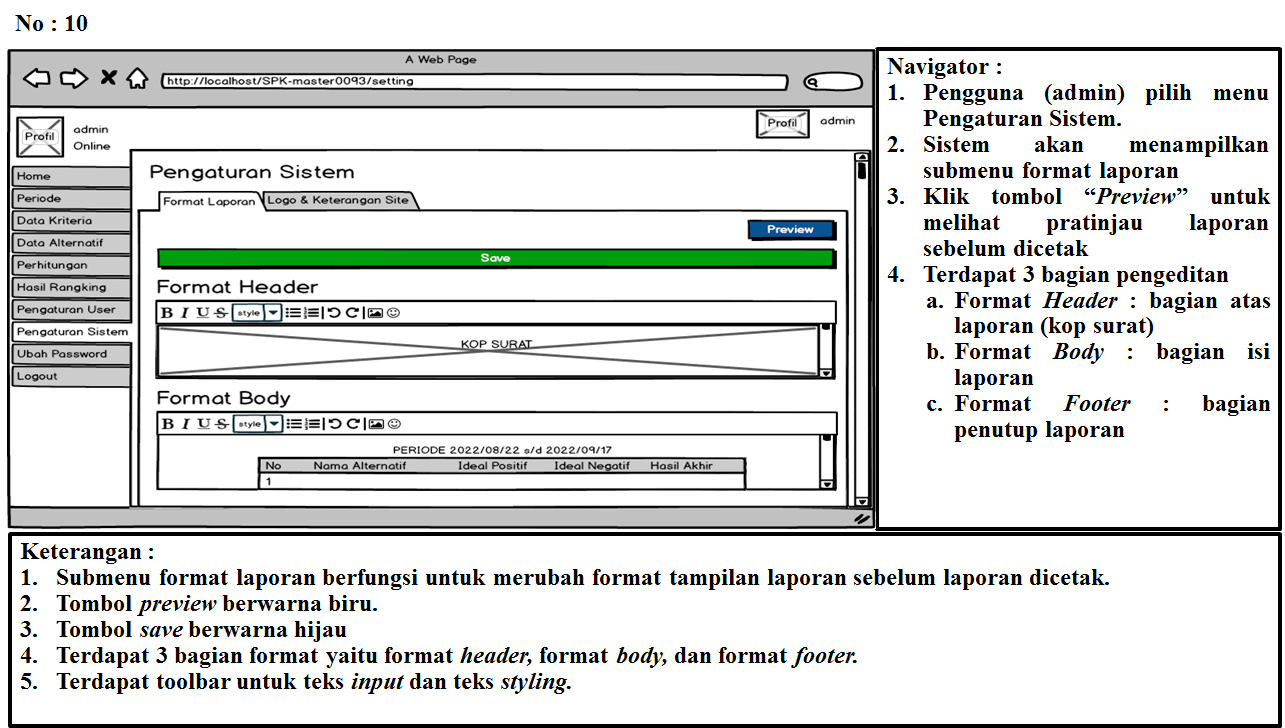 No : 10
A Web Page
http://localhost/SPK-master0093/setting
Profil
admin
Online
Profil
admin
Home
Periode
Data Kriteria
Data Alternatif
Perhitungan
Hasil Rangking
Pengaturan User
Pengaturan Sistem
Ubah Password
Logout
Pengaturan Sistem
Format Laporan
Logo & Keterangan Site
Preview
Save
Format Header
B I U S style
KOP SURAT
Format Body
B I U S style
PERIODE 2022/08/22 s/d 2022/09/17
No Nama Alternatif Ideal Positif Ideal Negatif Hasil Akhir
1
Navigator :
1. Pengguna (admin) pilih menu
Pengaturan Sistem.
2. Sistem akan menampilkan
submenu format laporan
3. Klik tombol “Preview” untuk
melihat pratinjau laporan
sebelum dicetak
4. Terdapat 3 bagian pengeditan
a. Format Header : bagian atas
laporan (kop surat)
b. Format Body : bagian isi
laporan
c. Format Footer : bagian
penutup laporan
Keterangan :
1. Submenu format laporan berfungsi untuk merubah format tampilan laporan sebelum laporan dicetak.
2. Tombol preview berwarna biru.
3. Tombol save berwarna hijau
4. Terdapat 3 bagian format yaitu format header, format body, dan format footer.
5. Terdapat toolbar untuk teks input dan teks styling.